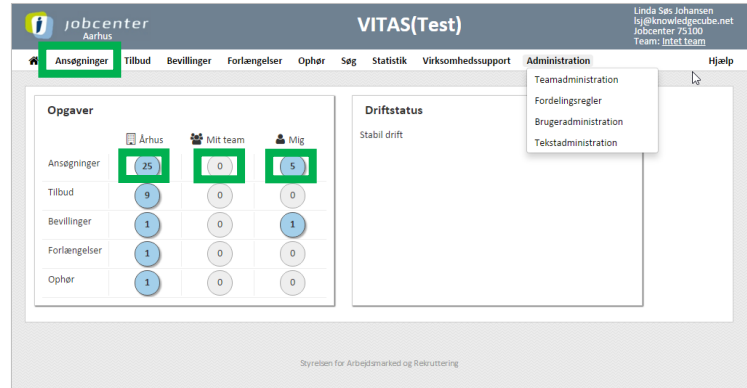 jobcenter
Aarhus
VITAS(Test)
Linda Søs Johansen
lsj@knowledgecube.net
Jobcenter 75100
Team: Intet team
Ansøgninger Tilbud Bevillinger Forlængelser Ophør Søg Statistik Virksomhedssupport Administration Hjælp
Teamadministration
Fordelingsregler
Brugeradministration
Tekstadministration
Opgaver
Århus Mit team Mig
Ansøgninger 25 0 5
Tilbud 9 0 0
Bevillinger 1 0 1
Forlængelser 1 0 0
Ophør 1 0 0
Driftstatus
Stabil drift
Styrelsen for Arbejdsmarked og Rekruttering